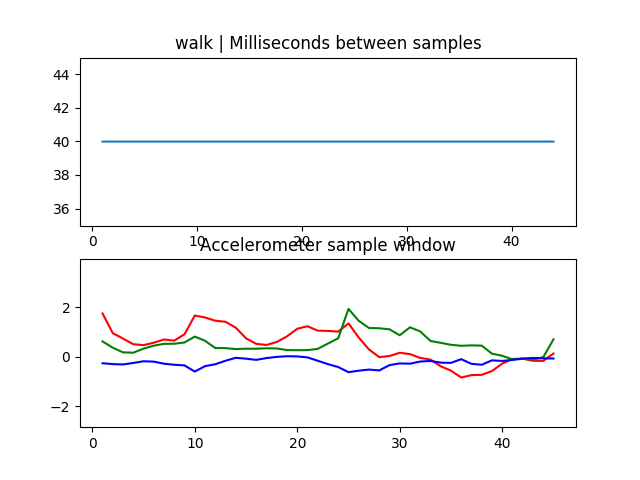 walk | Milliseconds between samples
44
42
40
38
36
0 10 20 30 40
Accelerometer sample window
2
0
−2
0 10 20 30 40